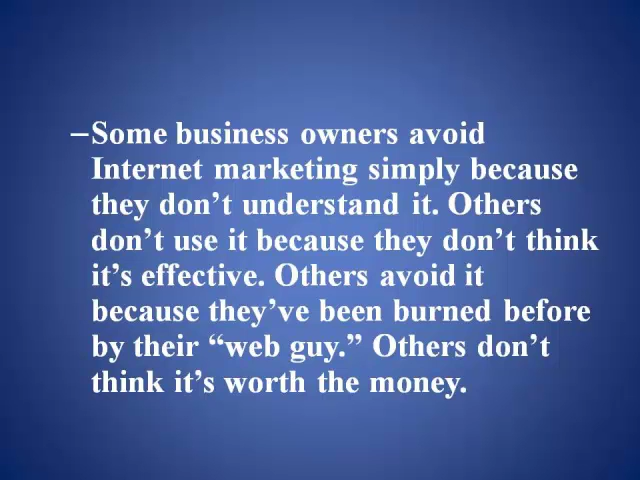 –Some business owners avoid
Internet marketing simply because
they don’t understand it. Others
don’t use it because they don’t think
it’s effective. Others avoid it
because they’ve been burned before
by their “web guy.” Others don’t
think it’s worth the money.